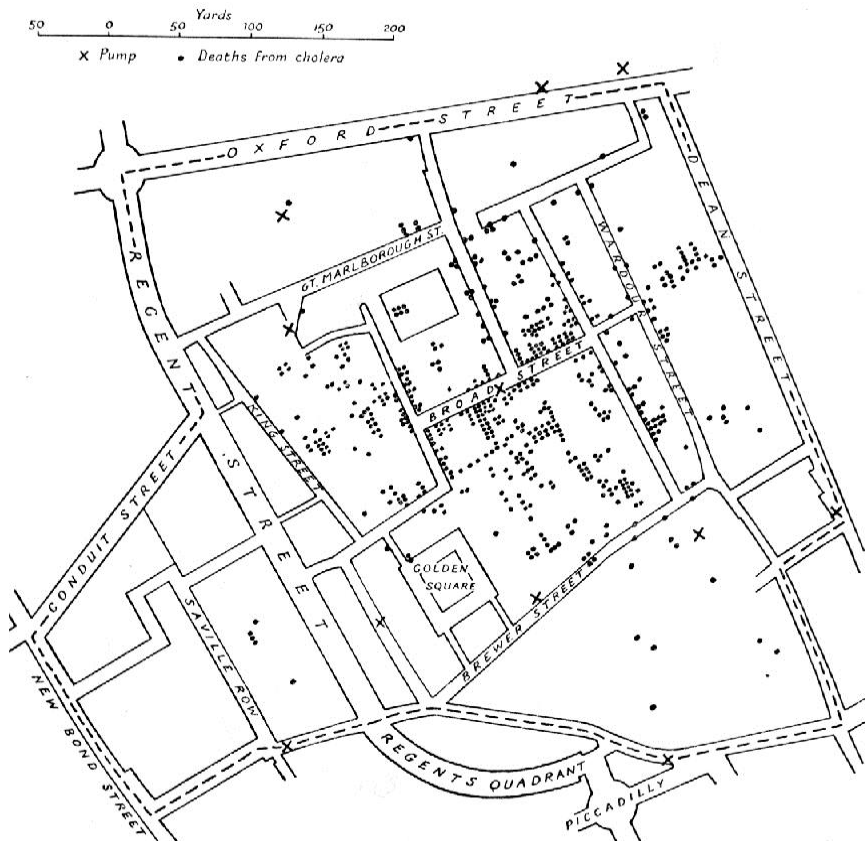 Yards
50 0 50 100 150 200
× Pump • Deaths from cholera
OXFORD STREET
REGENT STREET
DEAN STREET
WARDOUR STREET
GT. MARLBOROUGH ST.
BROAD STREET
KING STREET
CONDUIT STREET
GOLDEN
SQUARE
SAVILLE ROW
BREWER STREET
NEW BOND STREET
REGENTS QUADRANT
PICCADILLY